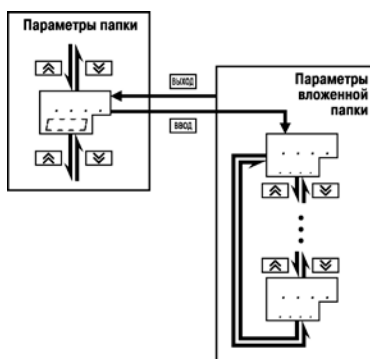 Параметры папки
ВЫХОД
ВВОД
Параметры
вложенной
папки